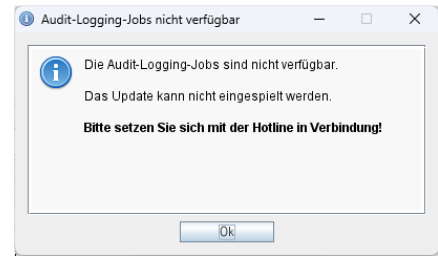 Audit-Logging-Jobs nicht verfügbar
Die Audit-Logging-Jobs sind nicht verfügbar.
Das Update kann nicht eingespielt werden.
Bitte setzen Sie sich mit der Hotline in Verbindung!
Ok